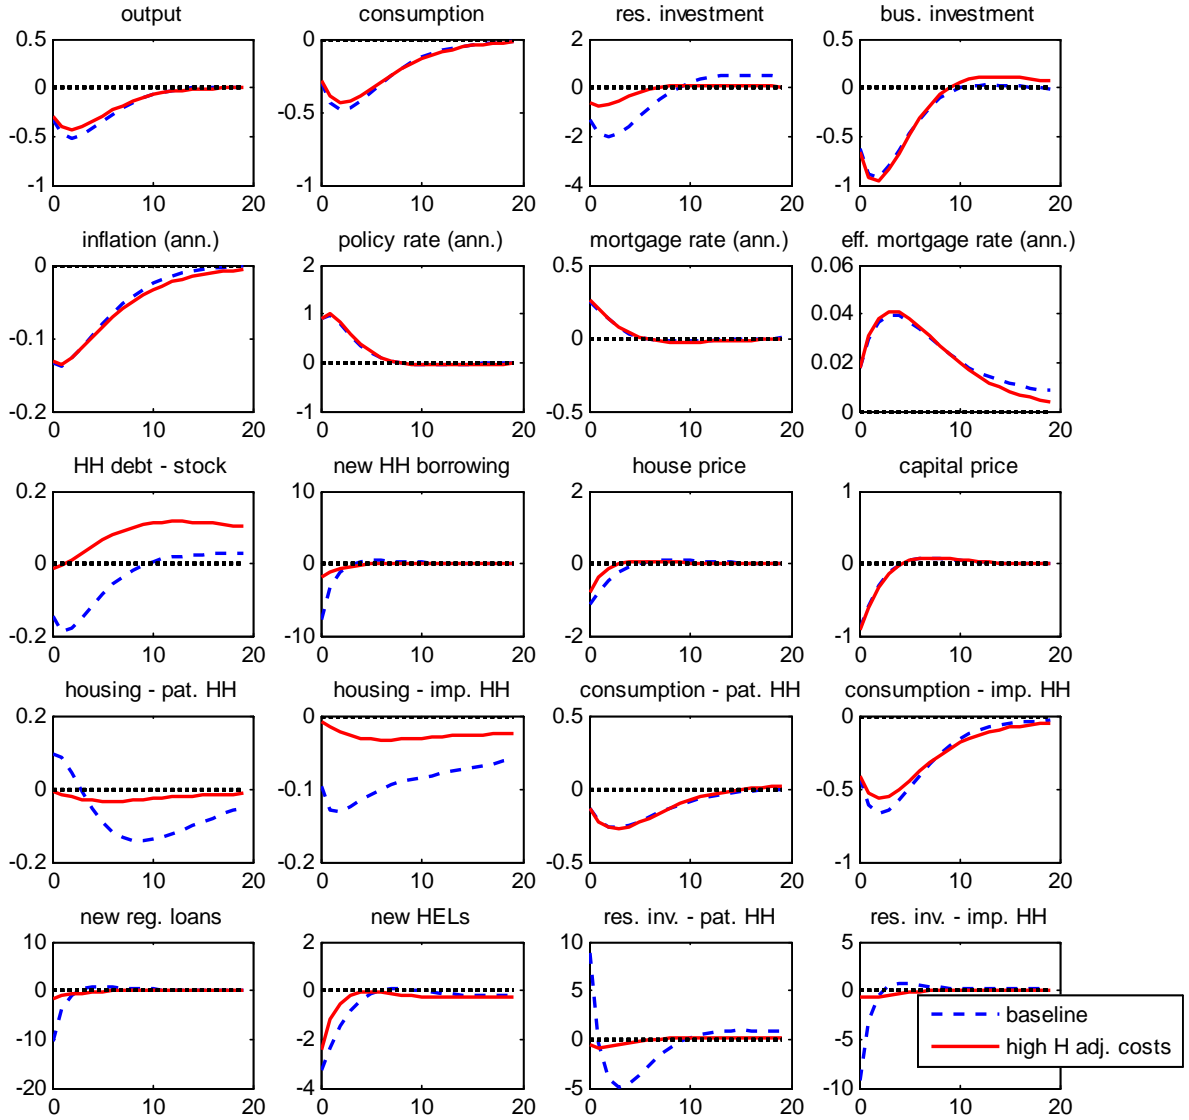 output consumption res. investment bus. investment
0.5 0 2 0.5
0 -0.5 0 0
-0.5 -2 -0.5
-1 -1 -4 -1
0 10 20 0 10 20 0 10 20 0 10 20
inflation (ann.) policy rate (ann.) mortgage rate (ann.) eff. mortgage rate (ann.)
0 2 0.5 0.06
-0.1 1 0 0.04
0 0.02
-0.2 -1 -0.5 0
0 10 20 0 10 20 0 10 20 0 10 20
HH debt - stock new HH borrowing house price capital price
0.2 10 2 1
0 0 0 0
-0.2 -10 -2 -1
0 10 20 0 10 20 0 10 20 0 10 20
housing - pat. HH housing - imp. HH consumption - pat. HH consumption - imp. HH
0.2 0 0.5 0
0 -0.1 0 -0.5
-0.2 -0.2 -0.5 -1
0 10 20 0 10 20 0 10 20 0 10 20
new reg. loans new HELs res. inv. - pat. HH res. inv. - imp. HH
10 2 10 5
0 0 5 0
-10 -2 0 -5
-20 -4 -5 -10
0 10 20 0 10 20 0 10 20 0 10 20
baseline
high H adj. costs